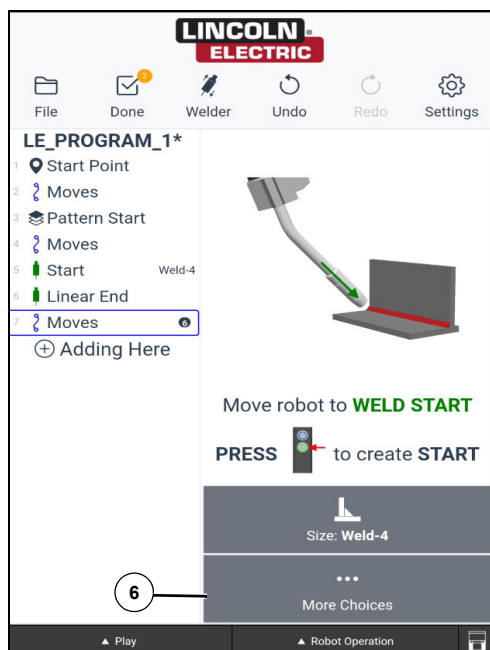 LINCOLN
ELECTRIC
2
File Done Welder Undo Redo Settings
LE_PROGRAM_1*
1 Start Point
2 Moves
3 Pattern Start
4 Moves
5 Start Weld-4
6 Linear End
7 Moves 6
Adding Here
Move robot to WELD START
PRESS to create START
Size: Weld-4
6
More Choices
Play Robot Operation